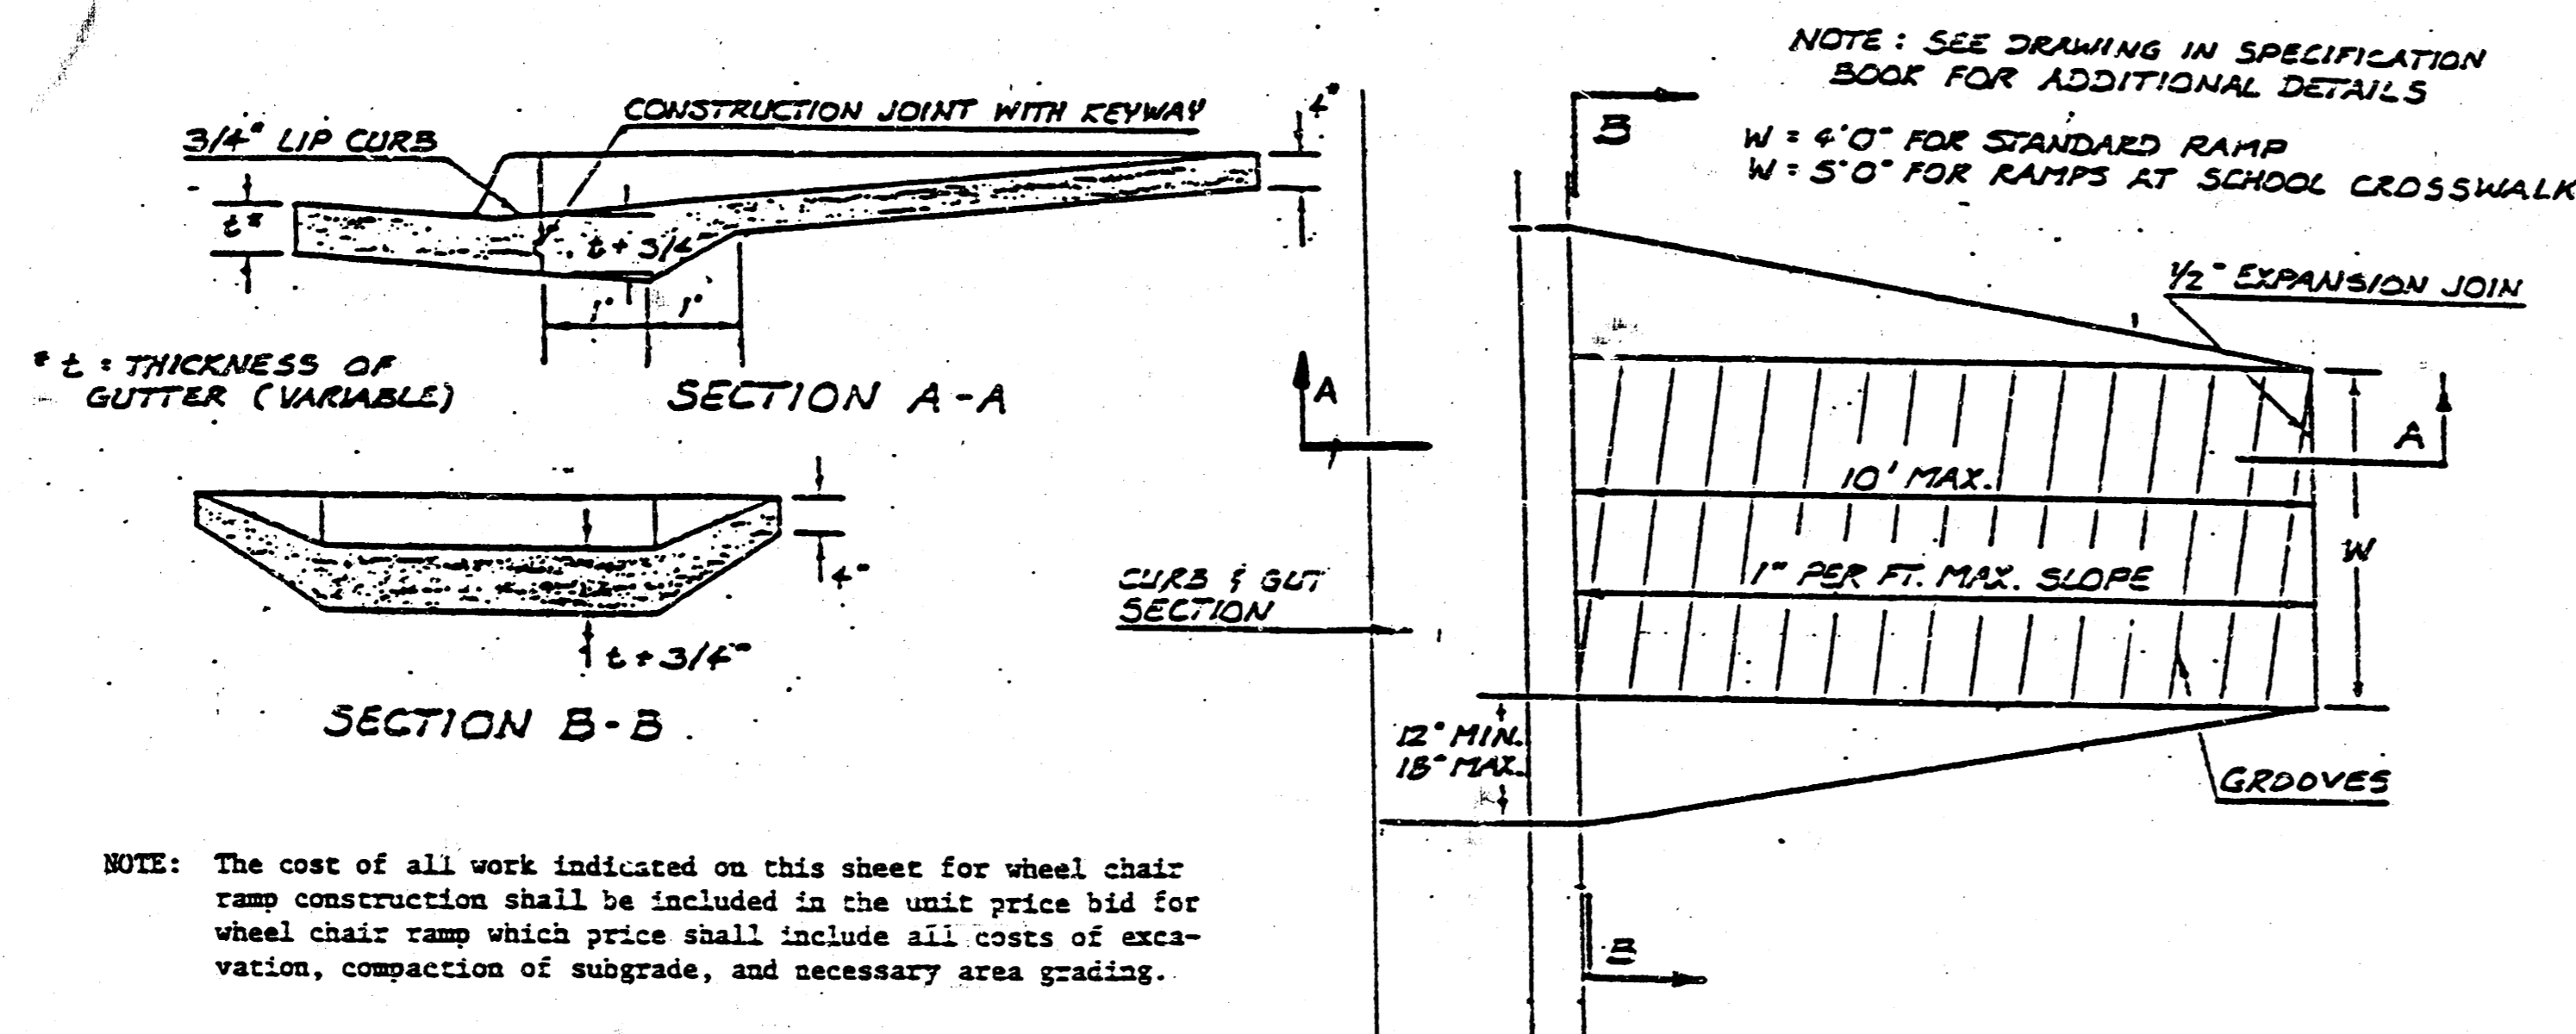 NOTE: SEE DRAWING IN SPECIFICATION
BOOK FOR ADDITIONAL DETAILS
W = 4'0" FOR STANDARD RAMP
W = 5'0" FOR RAMPS AT SCHOOL CROSSWALK
3/4" LIP CURB
CONSTRUCTION JOINT WITH KEYWAY
4"
t*
t + 3/4"
1'
1'
* t = THICKNESS OF
GUTTER (VARIABLE)
SECTION A-A
4"
t + 3/4"
SECTION B-B
B
1/2" EXPANSION JOIN
A
A
10' MAX.
1" PER FT. MAX. SLOPE
W
CURB & GUT
SECTION
12" MIN.
18" MAX.
GROOVES
B
NOTE: The cost of all work indicated on this sheet for wheel chair
ramp construction shall be included in the unit price bid for
wheel chair ramp which price shall include all costs of exca-
vation, compaction of subgrade, and necessary area grading.